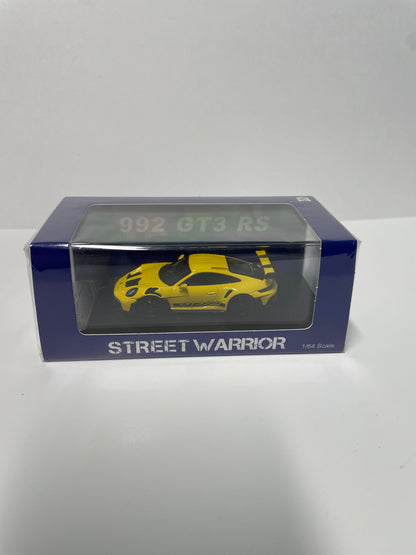 992 GT3 RS
STREET WARRIOR
1/64 Scale